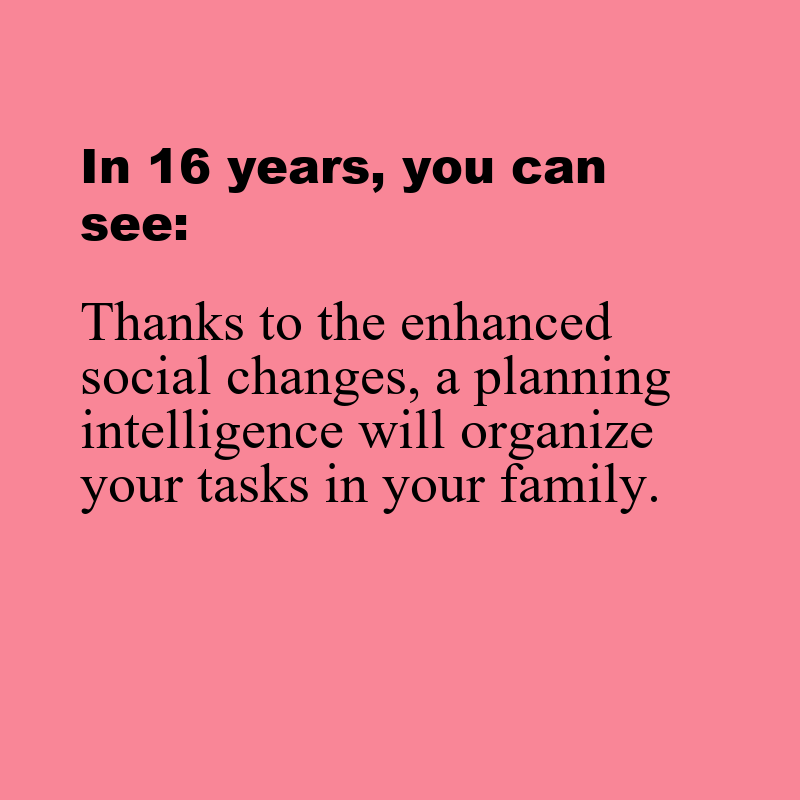 In 16 years, you can
see:
Thanks to the enhanced
social changes, a planning
intelligence will organize
your tasks in your family.